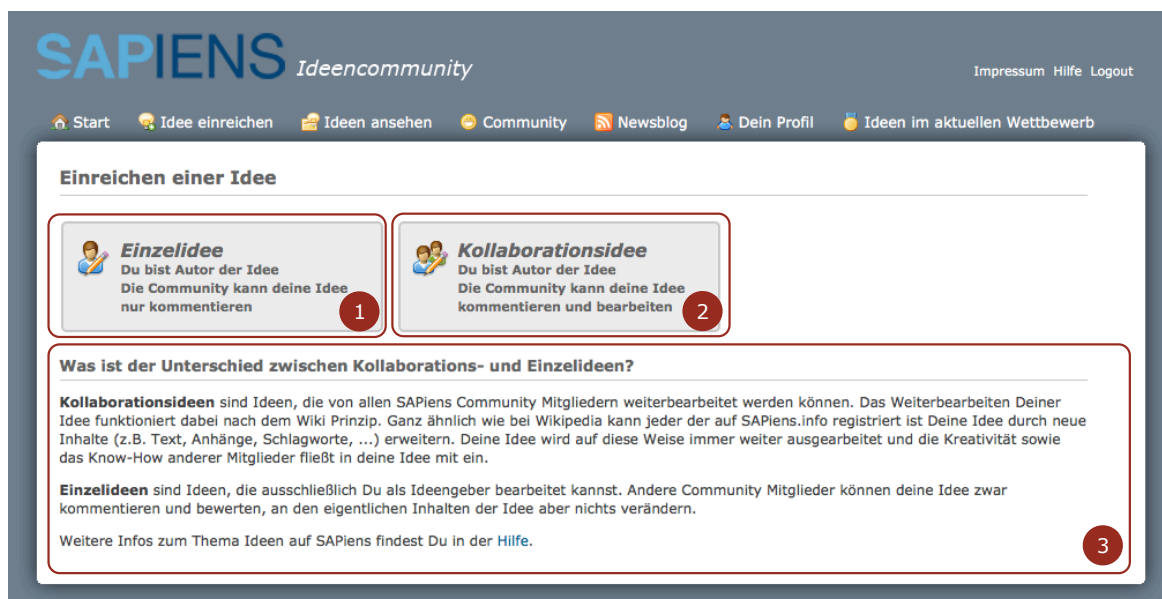 SAPIENS Ideencommunity
Impressum Hilfe Logout
Start Idee einreichen Ideen ansehen Community Newsblog Dein Profil Ideen im aktuellen Wettbewerb
Einreichen einer Idee
Einzelidee
Du bist Autor der Idee
Die Community kann deine Idee
nur kommentieren
1
Kollaborationsidee
Du bist Autor der Idee
Die Community kann deine Idee
kommentieren und bearbeiten
2
Was ist der Unterschied zwischen Kollaborations- und Einzelideen?
Kollaborationsideen sind Ideen, die von allen SAPiens Community Mitgliedern weiterbearbeitet werden können. Das Weiterbearbeiten Deiner
Idee funktioniert dabei nach dem Wiki Prinzip. Ganz ähnlich wie bei Wikipedia kann jeder der auf SAPiens.info registriert ist Deine Idee durch neue
Inhalte (z.B. Text, Anhänge, Schlagworte, ...) erweitern. Deine Idee wird auf diese Weise immer weiter ausgearbeitet und die Kreativität sowie
das Know-How anderer Mitglieder fließt in deine Idee mit ein.
Einzelideen sind Ideen, die ausschließlich Du als Ideengeber bearbeitet kannst. Andere Community Mitglieder können deine Idee zwar
kommentieren und bewerten, an den eigentlichen Inhalten der Idee aber nichts verändern.
Weitere Infos zum Thema Ideen auf SAPiens findest Du in der Hilfe.
3